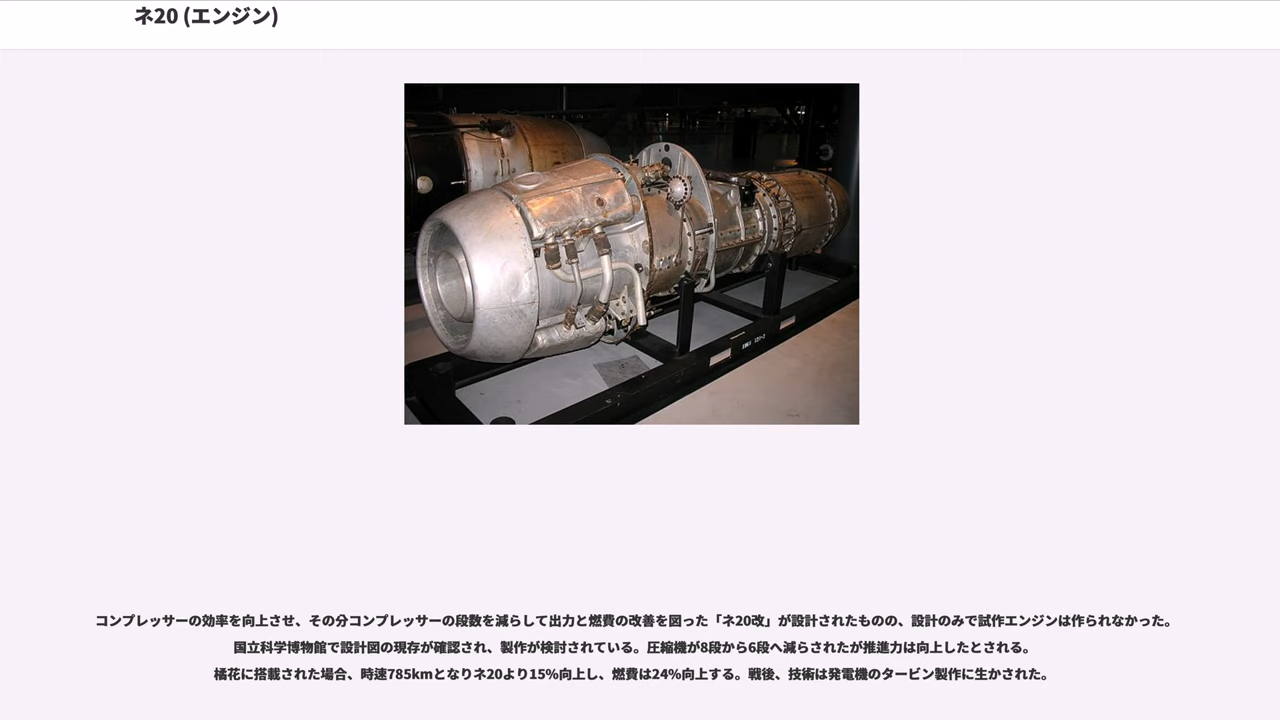 ネ20 (エンジン)
コンプレッサーの効率を向上させ、その分コンプレッサーの段数を減らして出力と燃費の改善を図った「ネ20改」が設計されたものの、設計のみで試作エンジンは作られなかった。
国立科学博物館で設計図の現存が確認され、製作が検討されている。圧縮機が8段から6段へ減らされたが推進力は向上したとされる。
橘花に搭載された場合、時速785kmとなりネ20より15%向上し、燃費は24%向上する。戦後、技術は発電機のタービン製作に生かされた。